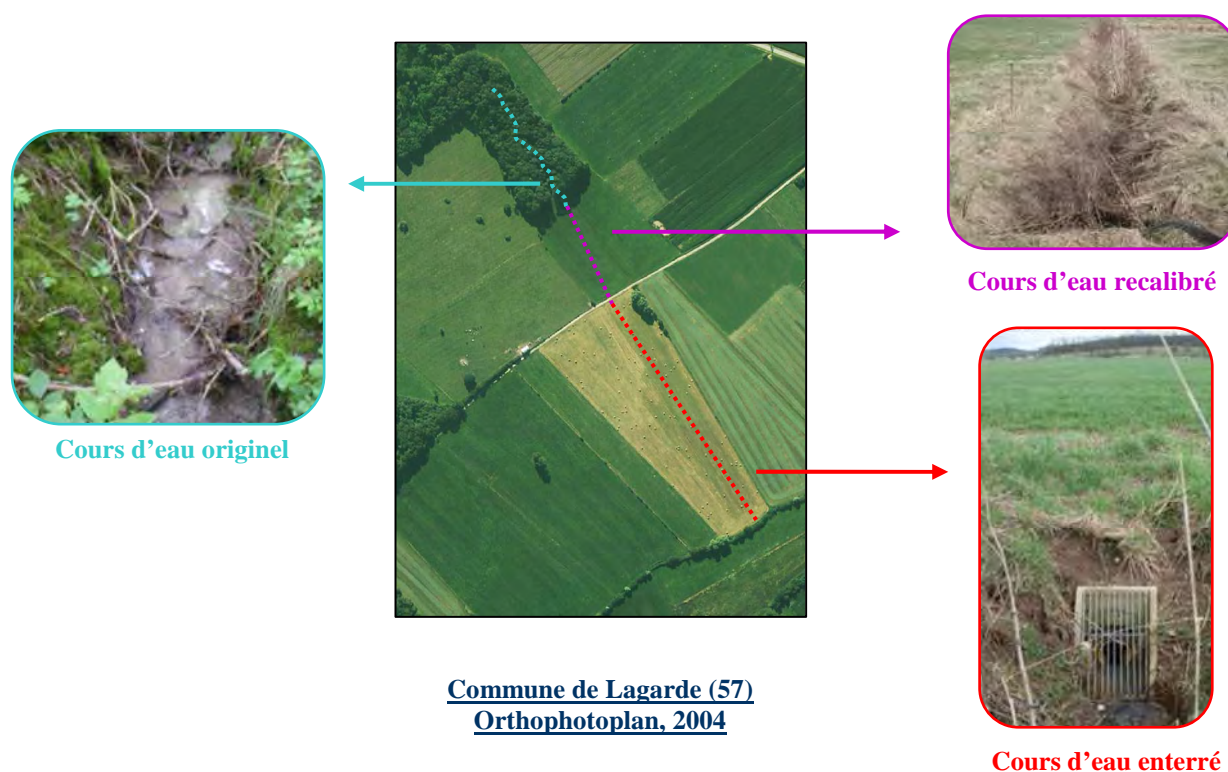 Cours d'eau originel
Cours d'eau recalibré
Commune de Lagarde (57)
Orthophotoplan, 2004
Cours d'eau enterré